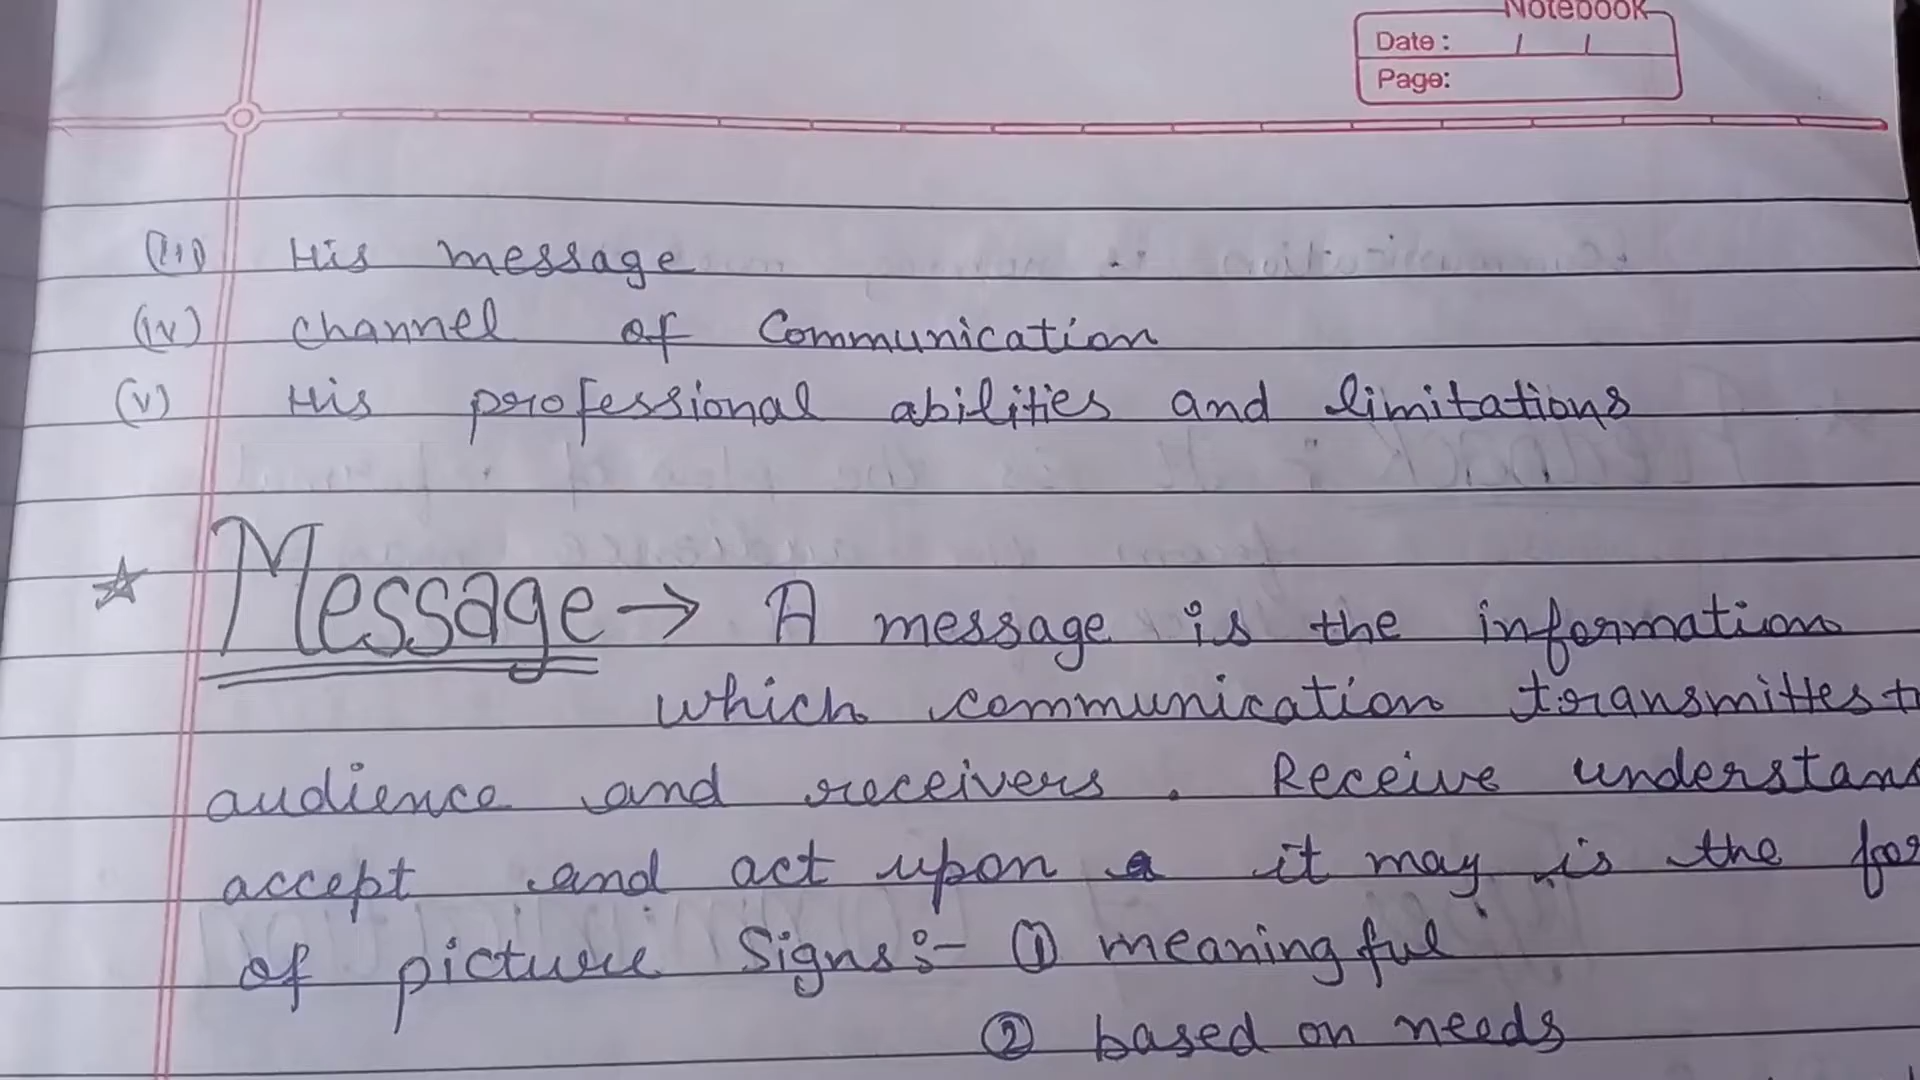 Notebook
Date : / /
Page:
(iii) His message
(iv) Channel of Communication
(v) His professional abilities and limitations
☆ Message → A message is the information
which communication transmittes t
audience and receivers. Receive understand
accept and act upon it may is the for
of picture Signs:- ① meaningful
② based on needs